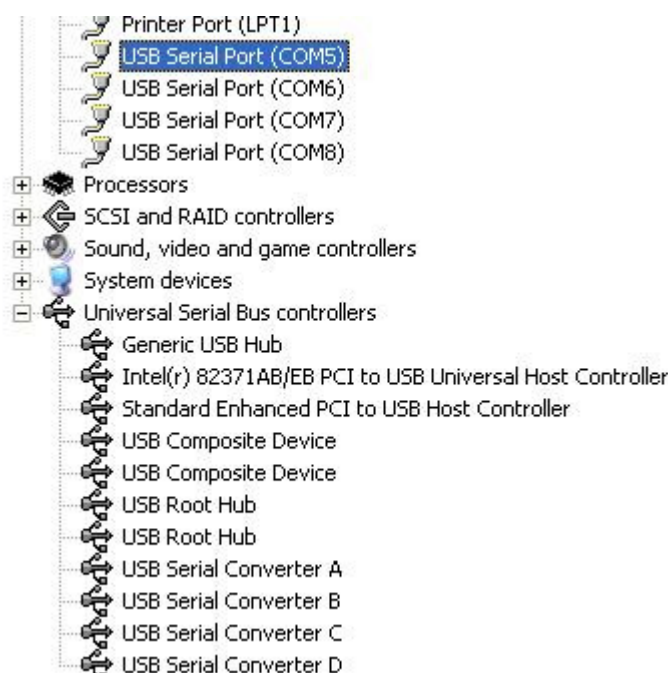 Printer Port (LPT1)
USB Serial Port (COM5)
USB Serial Port (COM6)
USB Serial Port (COM7)
USB Serial Port (COM8)
Processors
SCSI and RAID controllers
Sound, video and game controllers
System devices
Universal Serial Bus controllers
Generic USB Hub
Intel(r) 82371AB/EB PCI to USB Universal Host Controller
Standard Enhanced PCI to USB Host Controller
USB Composite Device
USB Composite Device
USB Root Hub
USB Root Hub
USB Serial Converter A
USB Serial Converter B
USB Serial Converter C
USB Serial Converter D